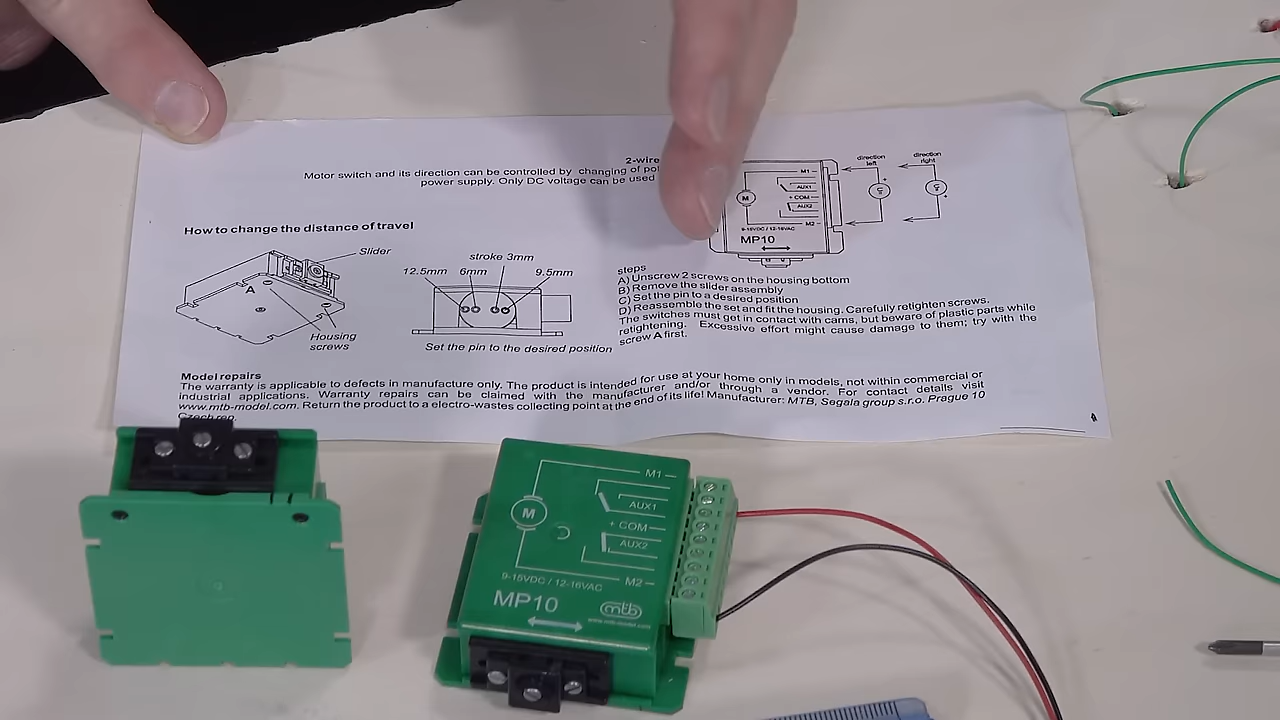 2-wire
Motor switch and its direction can be controlled by changing of
power supply. Only DC voltage can be used
How to change the distance of travel
Slider
A
Housing
screws
stroke 3mm
12.5mm 6mm 9.5mm
Set the pin to the desired position
direction
left
direction
right
M1
AUX1
+ COM
AUX2
M2
M
9-15VDC / 12-16VAC
MP10
steps
A) Unscrew 2 screws on the housing bottom
B) Remove the slider assembly
C) Set the pin to a desired position
D) Reassemble the set and fit the housing. Carefully retighten screws.
The switches must get in contact with cams, but beware of plastic parts while
retightening. Excessive effort might cause damage to them; try with the
screw A first.
Model repairs
The warranty is applicable to defects in manufacture only. The product is intended for use at your home only in models, not within commercial or
industrial applications. Warranty repairs can be claimed with the manufacturer and/or through a vendor. For contact details visit
www.mtb-model.com. Return the product to a electro-wastes collecting point at the end of its life! Manufacturer: MTB, Segala group s.r.o. Prague 10
Czech rep
M1
AUX1
+ COM
AUX2
M2
M
9-15VDC / 12-16VAC
MP10
mtb
www.mtb-model.com